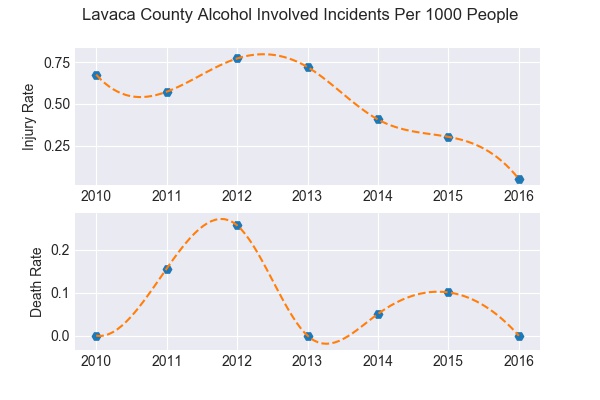 Lavaca County Alcohol Involved Incidents Per 1000 People
Injury Rate
0.75
0.50
0.25
2010 2011 2012 2013 2014 2015 2016
Death Rate
0.2
0.1
0.0
2010 2011 2012 2013 2014 2015 2016